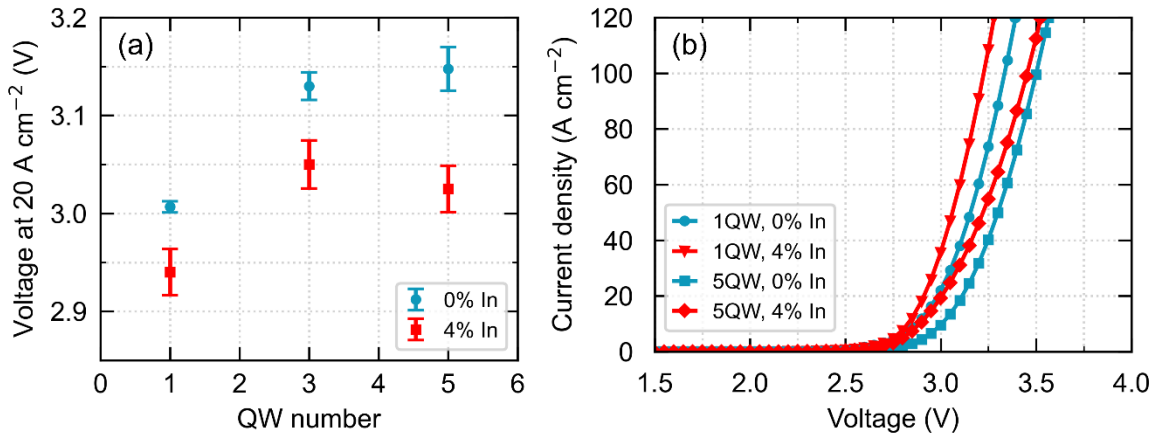 (a)
Voltage at 20 A cm⁻² (V)
3.2
3.1
3.0
2.9
0 1 2 3 4 5 6
QW number
0% In
4% In
(b)
Current density (A cm⁻²)
120
100
80
60
40
20
0
1.5 2.0 2.5 3.0 3.5 4.0
Voltage (V)
1QW, 0% In
1QW, 4% In
5QW, 0% In
5QW, 4% In